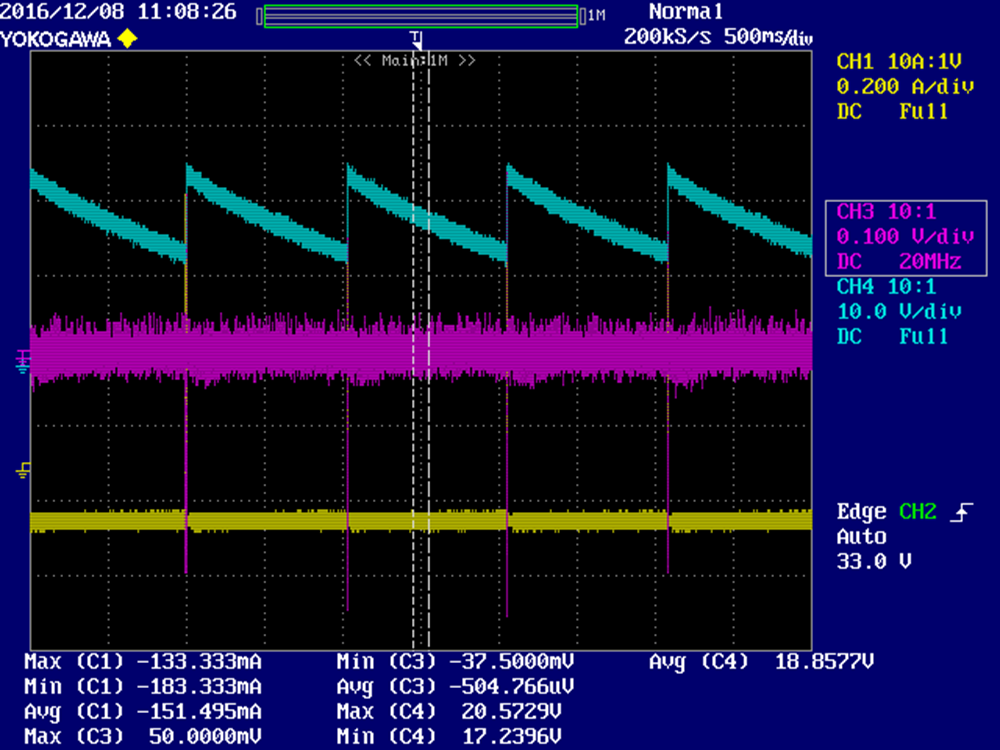 2016/12/08 11:08:26
1M
Normal
YOKOGAWA
200kS/s 500ms/div
T
<< Main:1M >>
CH1 10A:1V
0.200 A/div
DC Full
CH3 10:1
0.100 V/div
DC 20MHz
CH4 10:1
10.0 V/div
DC Full
Edge CH2
Auto
33.0 V
Max (C1) -133.333mA Min (C3) -37.5000mV Avg (C4) 18.8577V
Min (C1) -183.333mA Avg (C3) -504.766uV
Avg (C1) -151.495mA Max (C4) 20.5729V
Max (C3) 50.0000mV Min (C4) 17.2396V